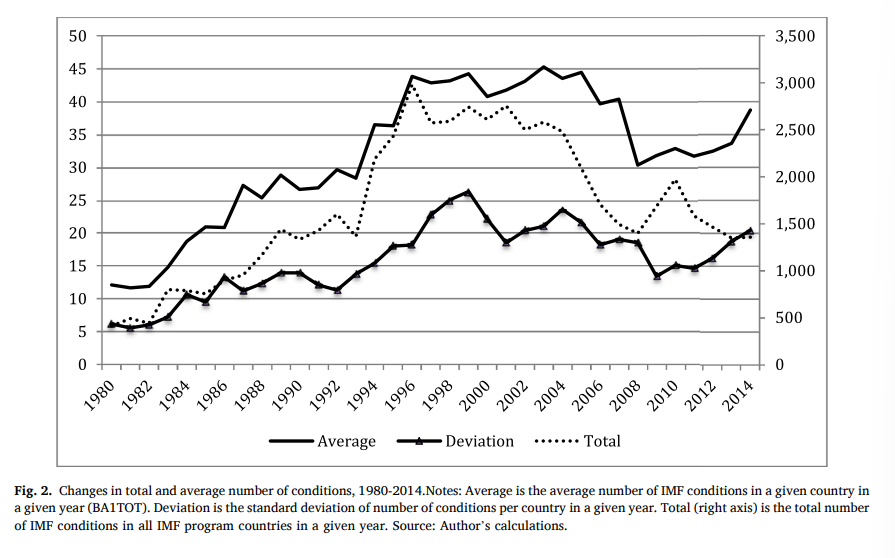 50 3,500
45 3,000
40
35 2,500
30 2,000
25
20 1,500
15 1,000
10
5 500
0 0
1980 1982 1984 1986 1988 1990 1992 1994 1996 1998 2000 2002 2004 2006 2008 2010 2012 2014
Average Deviation Total
Fig. 2. Changes in total and average number of conditions, 1980-2014.Notes: Average is the average number of IMF conditions in a given country in
a given year (BA1TOT). Deviation is the standard deviation of number of conditions per country in a given year. Total (right axis) is the total number
of IMF conditions in all IMF program countries in a given year. Source: Author's calculations.